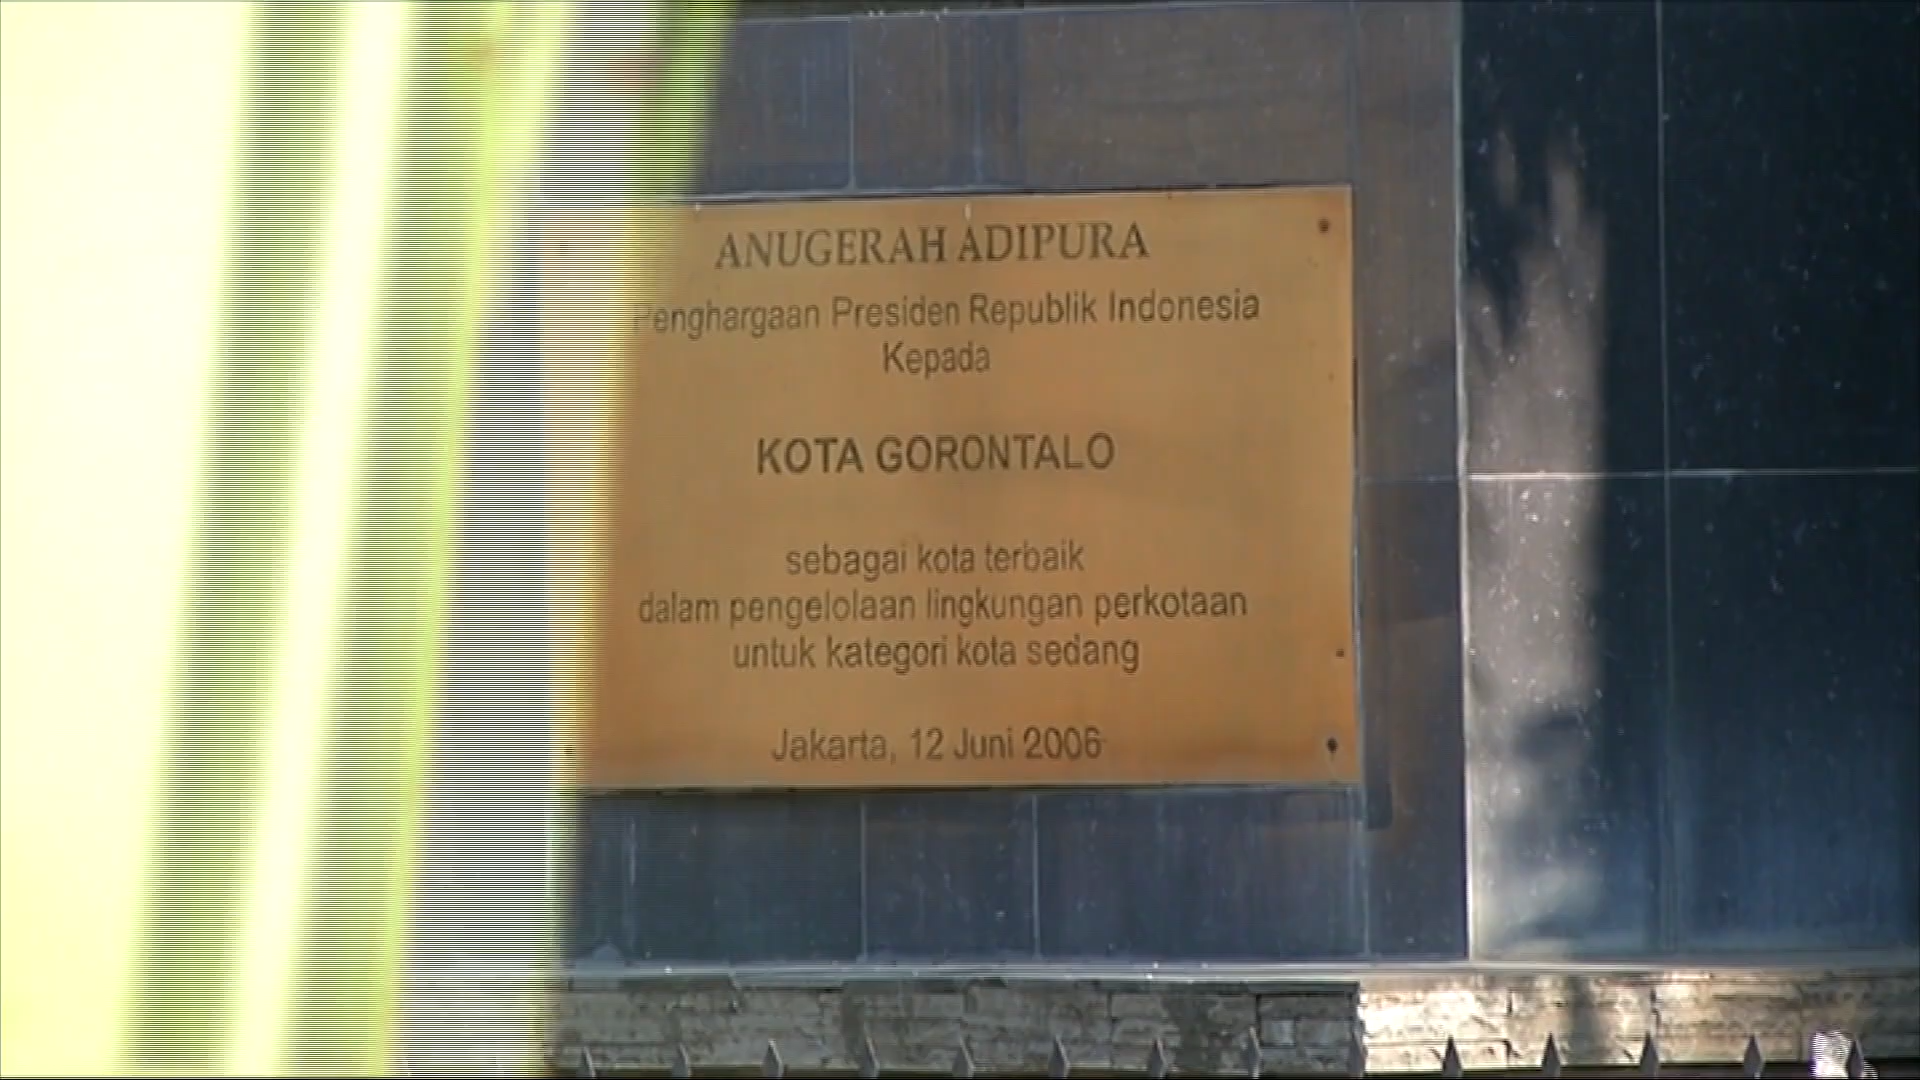 ANUGERAH ADIPURA
Penghargaan Presiden Republik Indonesia
Kepada
KOTA GORONTALO
sebagai kota terbaik
dalam pengelolaan lingkungan perkotaan
untuk kategori kota sedang
Jakarta, 12 Juni 2006